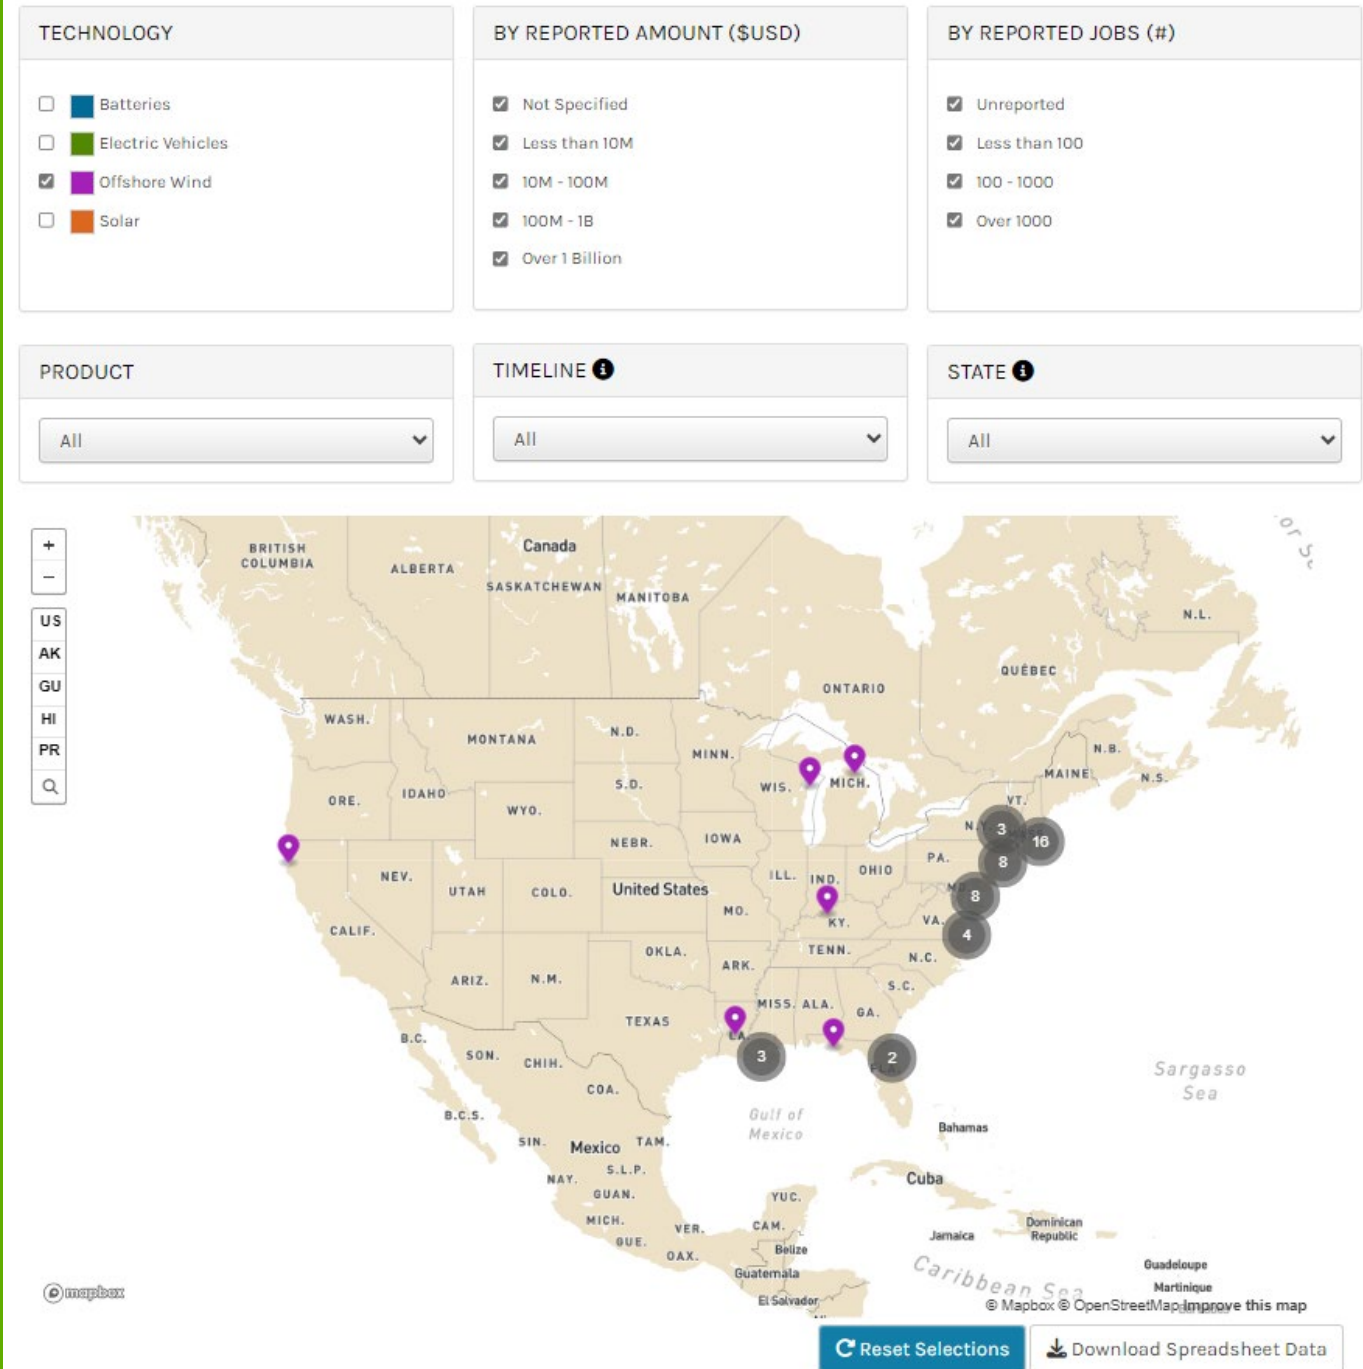 TECHNOLOGY
Batteries
Electric Vehicles
Offshore Wind
Solar
BY REPORTED AMOUNT ($USD)
Not Specified
Less than 10M
10M - 100M
100M - 1B
Over 1 Billion
BY REPORTED JOBS (#)
Unreported
Less than 100
100 - 1000
Over 1000
PRODUCT
All
TIMELINE
All
STATE
All
+
−
US
AK
GU
HI
PR
BRITISH
COLUMBIA
ALBERTA
Canada
SASKATCHEWAN
MANITOBA
N.L.
QUÉBEC
ONTARIO
WASH.
MONTANA
N.D.
MINN.
N.B.
MAINE
N.S.
ORE.
IDAHO
WYO.
S.D.
WIS.
MICH.
VT.
N.Y.
3
16
8
NEBR.
IOWA
PA.
NEV.
UTAH
COLO.
United States
ILL.
IND.
OHIO
8
MO.
KY.
VA.
4
CALIF.
OKLA.
ARK.
TENN.
N.C.
ARIZ.
N.M.
S.C.
TEXAS
MISS.
ALA.
GA.
LA.
3
2
FLA.
B.C.
SON.
CHIH.
COA.
Sargasso
Sea
B.C.S.
Gulf of
Mexico
Bahamas
SIN.
Mexico
TAM.
S.L.P.
NAY.
GUAN.
YUC.
Cuba
MICH.
VER.
CAM.
GUE.
OAX.
Belize
Jamaica
Dominican
Republic
Guatemala
El Salvador
Caribbean Sea
Guadeloupe
Martinique
mapbox
© Mapbox © OpenStreetMap Improve this map
Reset Selections
Download Spreadsheet Data